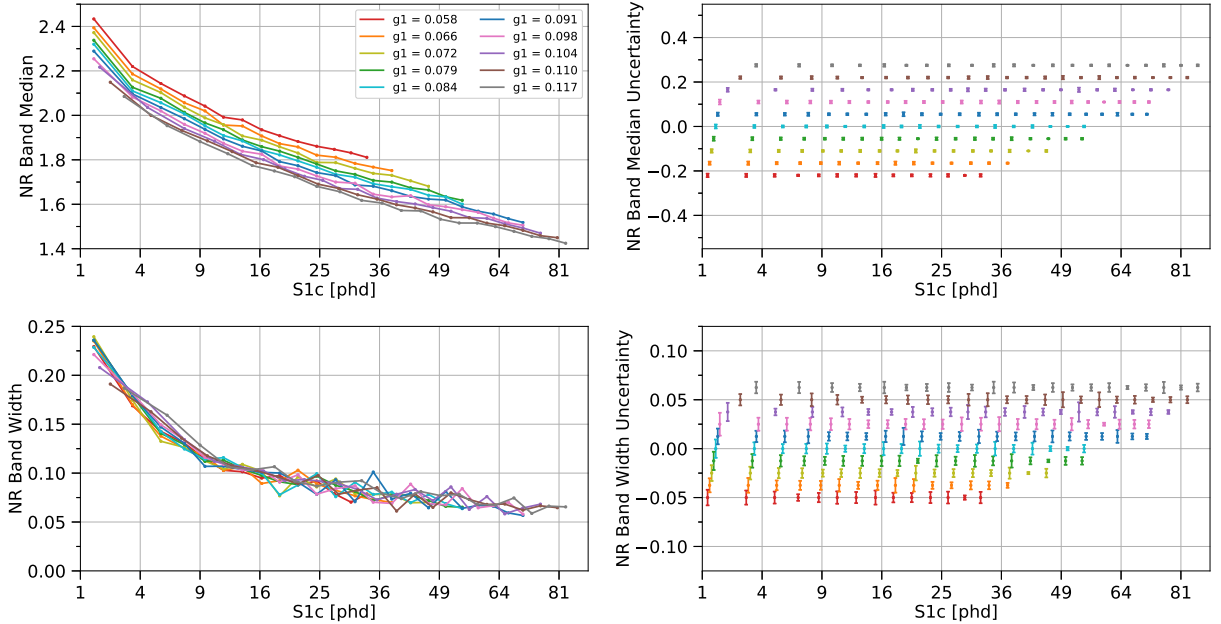 NR Band Median
2.4
2.2
2.0
1.8
1.6
1.4
g1 = 0.058
g1 = 0.066
g1 = 0.072
g1 = 0.079
g1 = 0.084
g1 = 0.091
g1 = 0.098
g1 = 0.104
g1 = 0.110
g1 = 0.117
1 4 9 16 25 36 49 64 81
S1c [phd]
NR Band Median Uncertainty
0.4
0.2
0.0
−0.2
−0.4
1 4 9 16 25 36 49 64 81
S1c [phd]
NR Band Width
0.25
0.20
0.15
0.10
0.05
0.00
1 4 9 16 25 36 49 64 81
S1c [phd]
NR Band Width Uncertainty
0.10
0.05
0.00
−0.05
−0.10
1 4 9 16 25 36 49 64 81
S1c [phd]